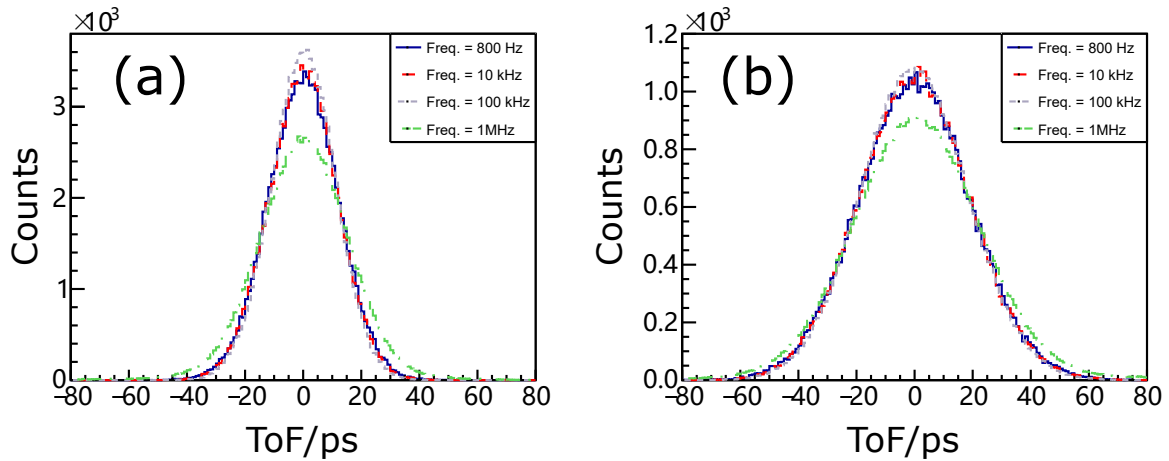 ×10³
(a)
Freq. = 800 Hz
Freq. = 10 kHz
Freq. = 100 kHz
Freq. = 1MHz
3
2
1
0
Counts
−80 −60 −40 −20 0 20 40 60 80
ToF/ps
×10³
(b)
Freq. = 800 Hz
Freq. = 10 kHz
Freq. = 100 kHz
Freq. = 1MHz
1.2
1.0
0.8
0.6
0.4
0.2
0.0
Counts
−80 −60 −40 −20 0 20 40 60 80
ToF/ps